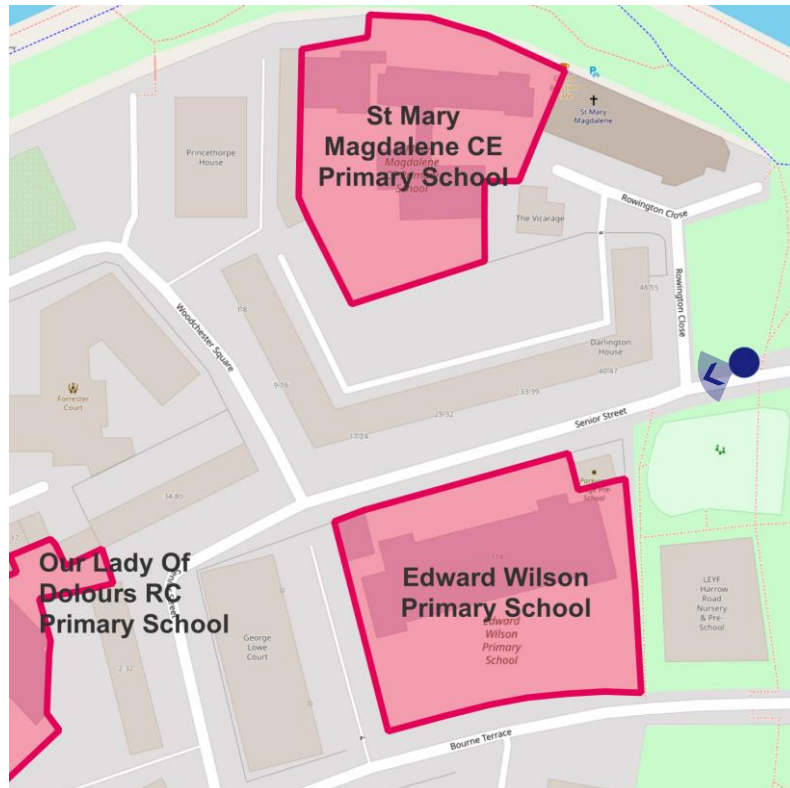 St Mary
Magdalene CE
Primary School
St Mary
Magdalene
Princethorpe
House
The Vicarage
Rowington Close
Rowington Close
48/55
Darlington
House
40/47
33/39
25/32
17-24
9-16
1-8
Woodchester Square
Forrester
Court
34-80
Senior Street
Edward Wilson
Primary School
Edward
Wilson
Primary
School
LEYF
- Harrow
Road
Nursery
& Pre-
School
Our Lady Of
Dolours RC
Primary School
2-32
George
Lowe
Court
Bourne Terrace